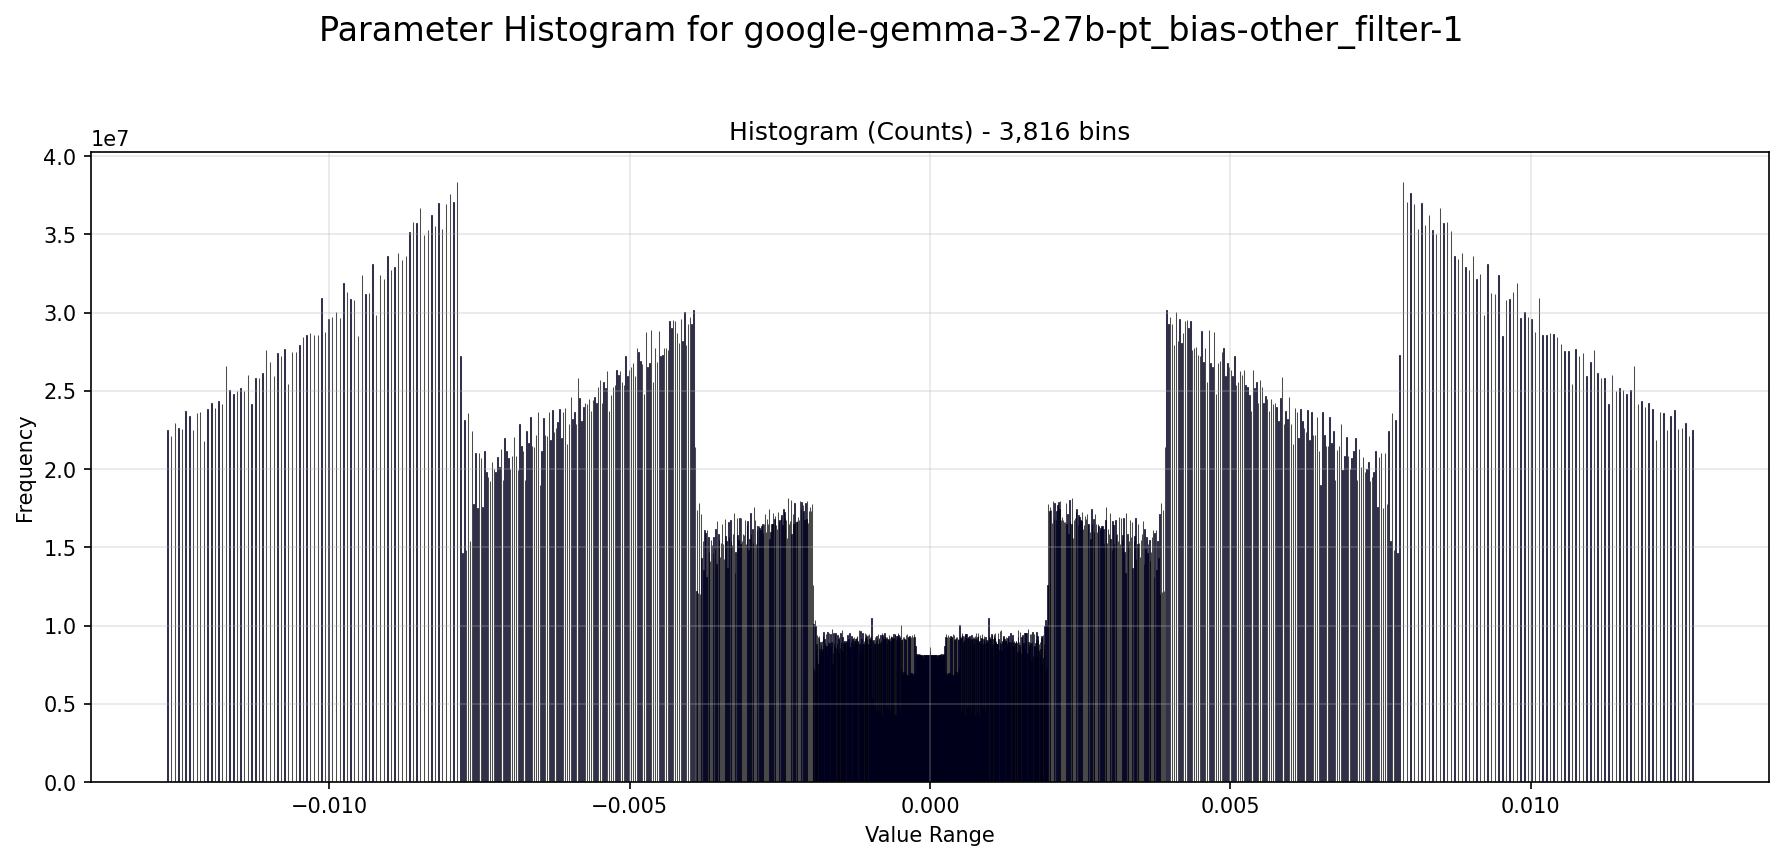 Parameter Histogram for google-gemma-3-27b-pt_bias-other_filter-1
Histogram (Counts) - 3,816 bins
1e7
4.0
3.5
3.0
2.5
2.0
1.5
1.0
0.5
0.0
Frequency
−0.010
−0.005
0.000
0.005
0.010
Value Range